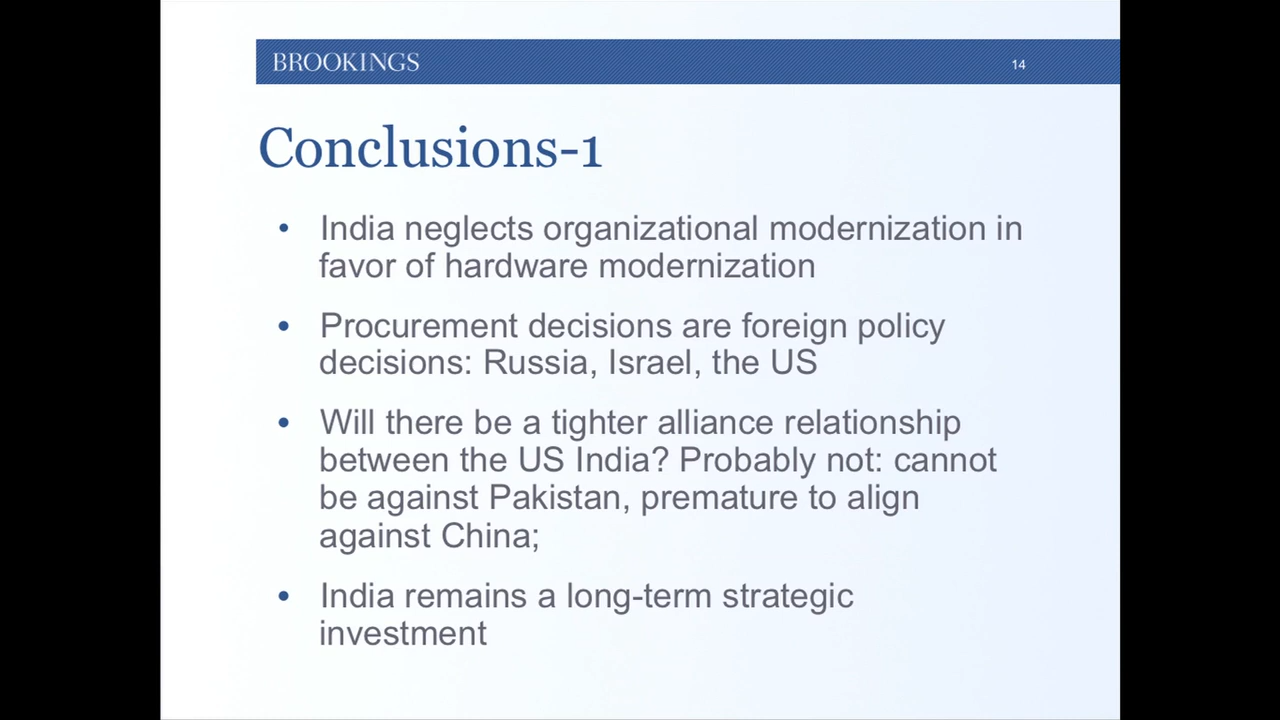 BROOKINGS
14
Conclusions-1
• India neglects organizational modernization in
favor of hardware modernization
• Procurement decisions are foreign policy
decisions: Russia, Israel, the US
• Will there be a tighter alliance relationship
between the US India? Probably not: cannot
be against Pakistan, premature to align
against China;
• India remains a long-term strategic
investment